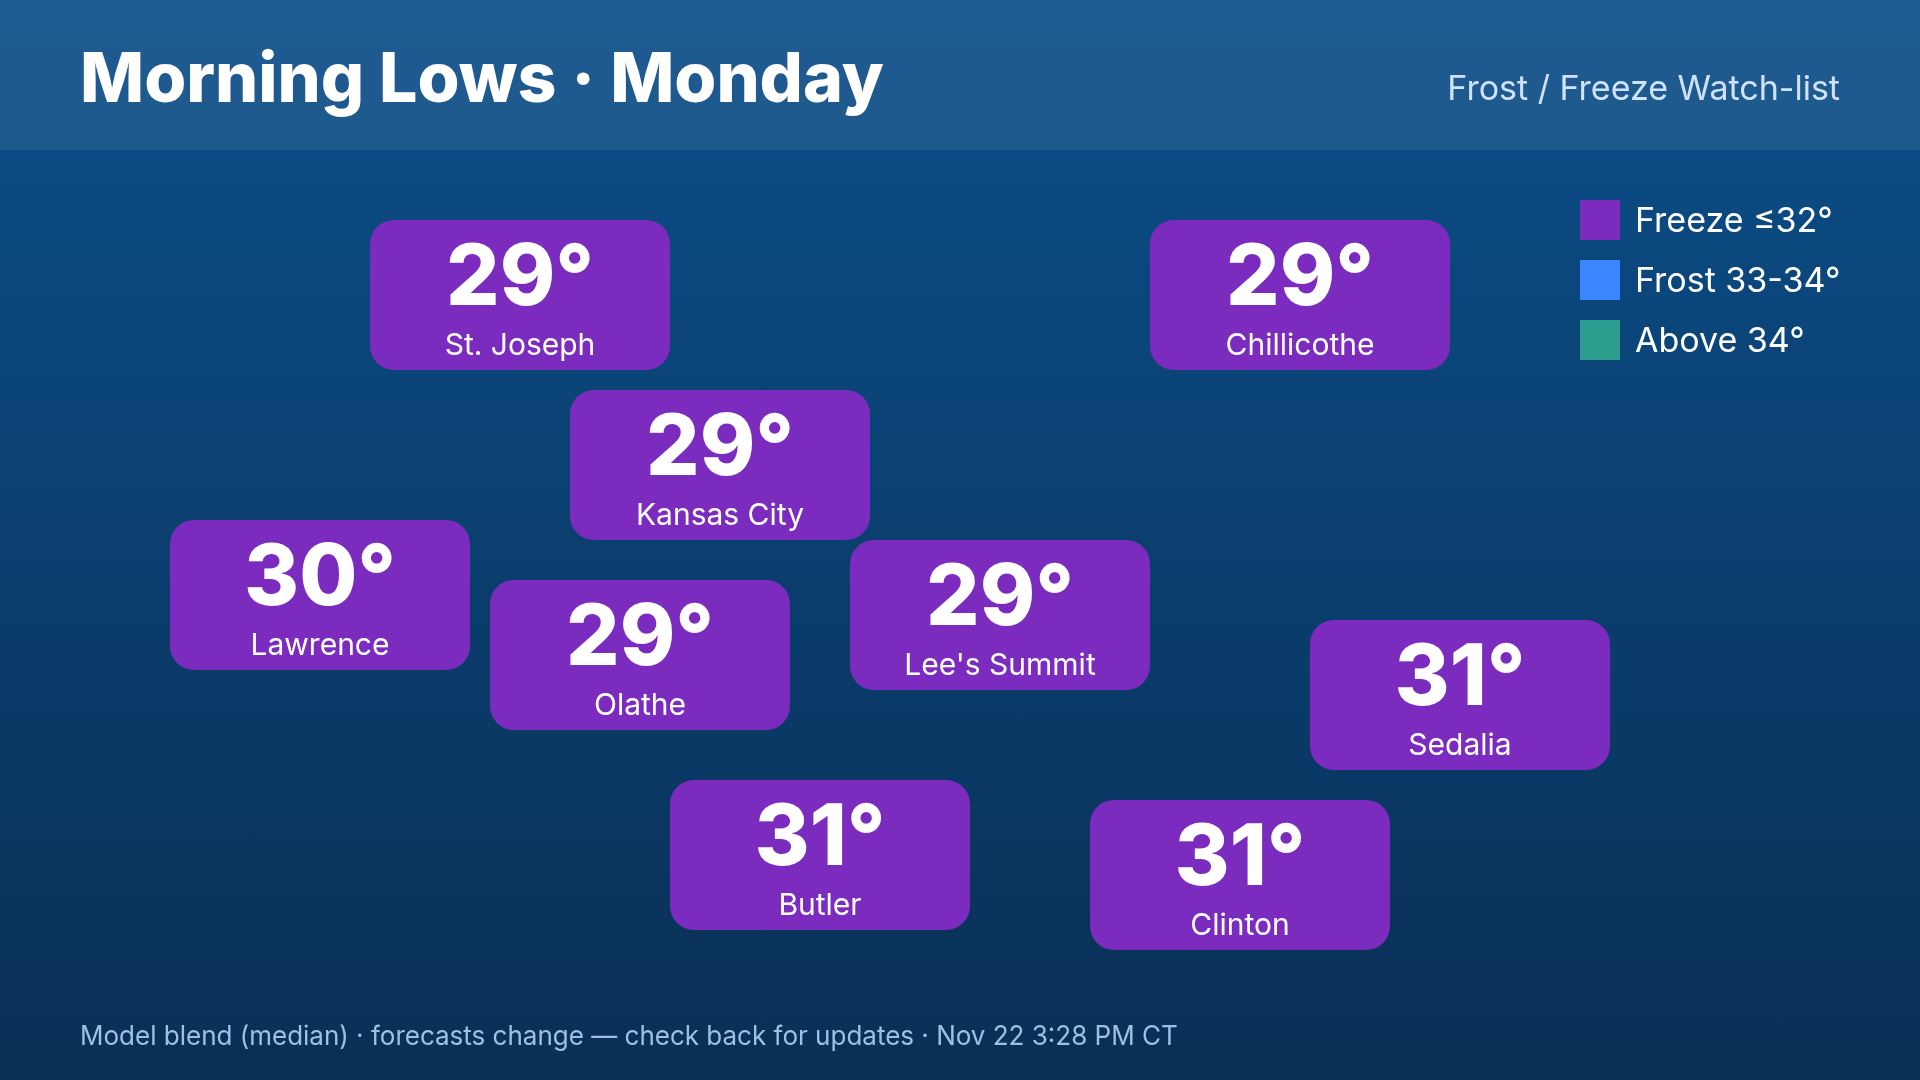 Morning Lows · Monday
Frost / Freeze Watch-list
Freeze ≤32°
Frost 33-34°
Above 34°
29°
St. Joseph
29°
Chillicothe
29°
Kansas City
30°
Lawrence
29°
Olathe
29°
Lee's Summit
31°
Sedalia
31°
Butler
31°
Clinton
Model blend (median) · forecasts change — check back for updates · Nov 22 3:28 PM CT